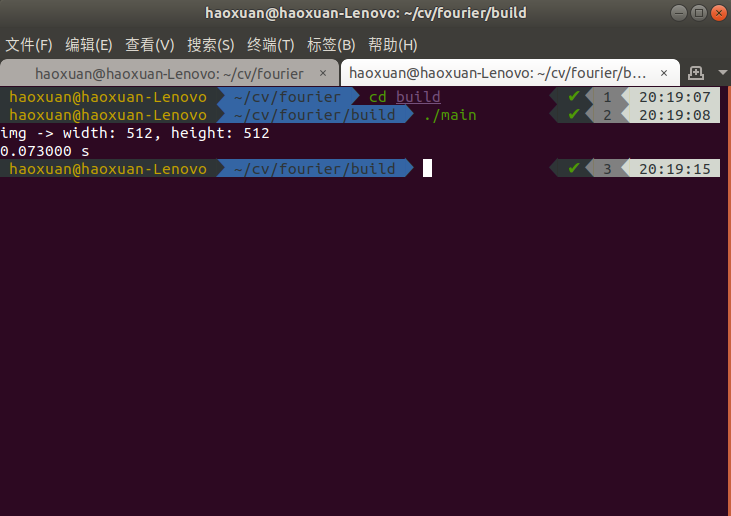 haoxuan@haoxuan-Lenovo: ~/cv/fourier/build
文件(F) 编辑(E) 查看(V) 搜索(S) 终端(T) 标签(B) 帮助(H)
haoxuan@haoxuan-Lenovo: ~/cv/fourier × haoxuan@haoxuan-Lenovo: ~/cv/fourier/b... ×
haoxuan@haoxuan-Lenovo ~/cv/fourier cd build ✔ 1 20:19:07
haoxuan@haoxuan-Lenovo ~/cv/fourier/build ./main ✔ 2 20:19:08
img -> width: 512, height: 512
0.073000 s
haoxuan@haoxuan-Lenovo ~/cv/fourier/build ✔ 3 20:19:15